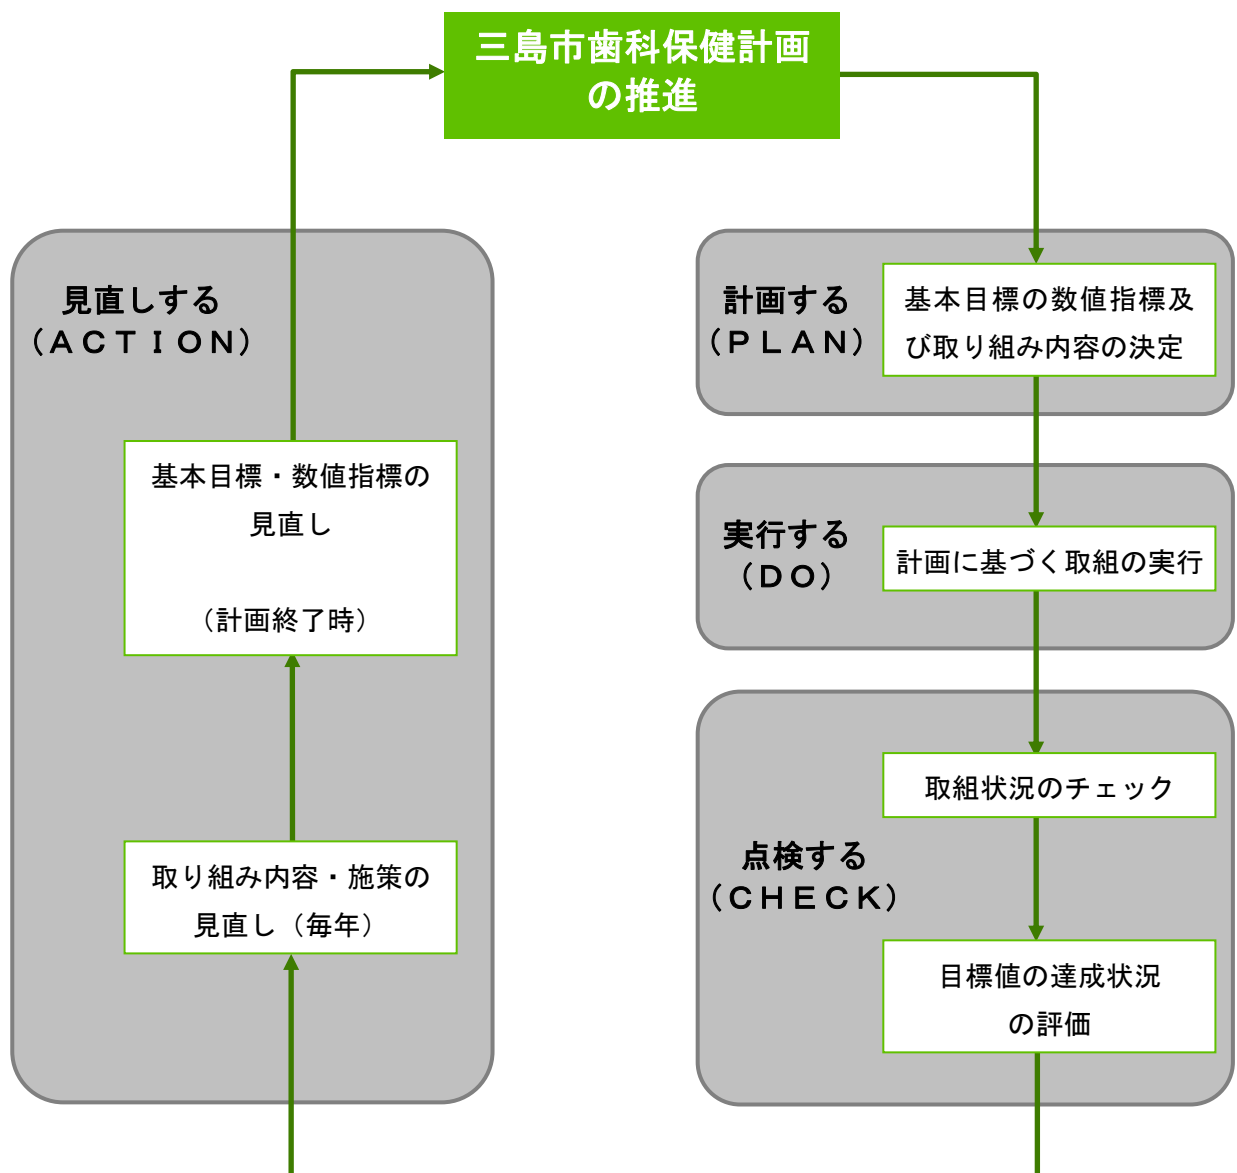 三島市歯科保健計画
の推進
計画する
（ＰＬＡＮ）
基本目標の数値指標及
び取り組み内容の決定
実行する
（ＤＯ）
計画に基づく取組の実行
点検する
（ＣＨＥＣＫ）
取組状況のチェック
目標値の達成状況
の評価
見直しする
（ＡＣＴＩＯＮ）
基本目標・数値指標の
見直し
（計画終了時）
取り組み内容・施策の
見直し（毎年）